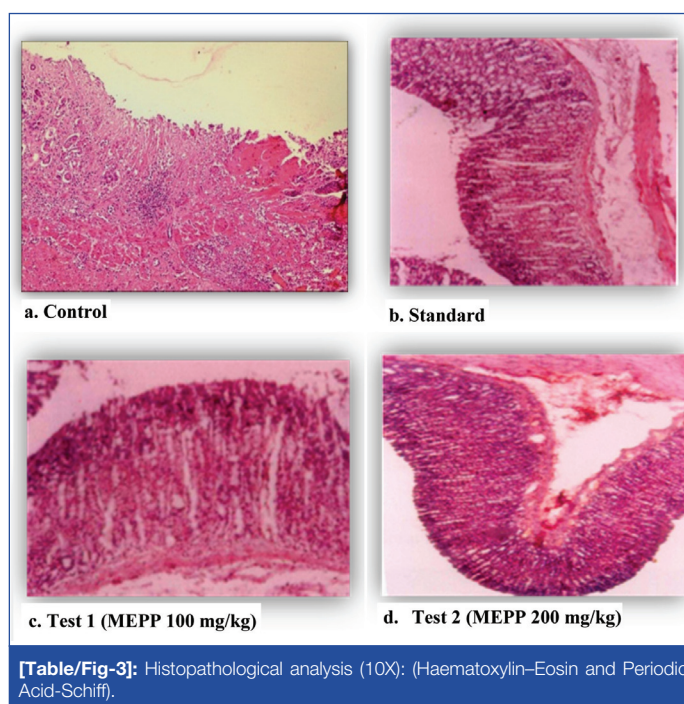 a. Control
b. Standard
c. Test 1 (MEPP 100 mg/kg)
d. Test 2 (MEPP 200 mg/kg)
[Table/Fig-3]: Histopathological analysis (10X): (Haematoxylin–Eosin and Periodic
Acid-Schiff).